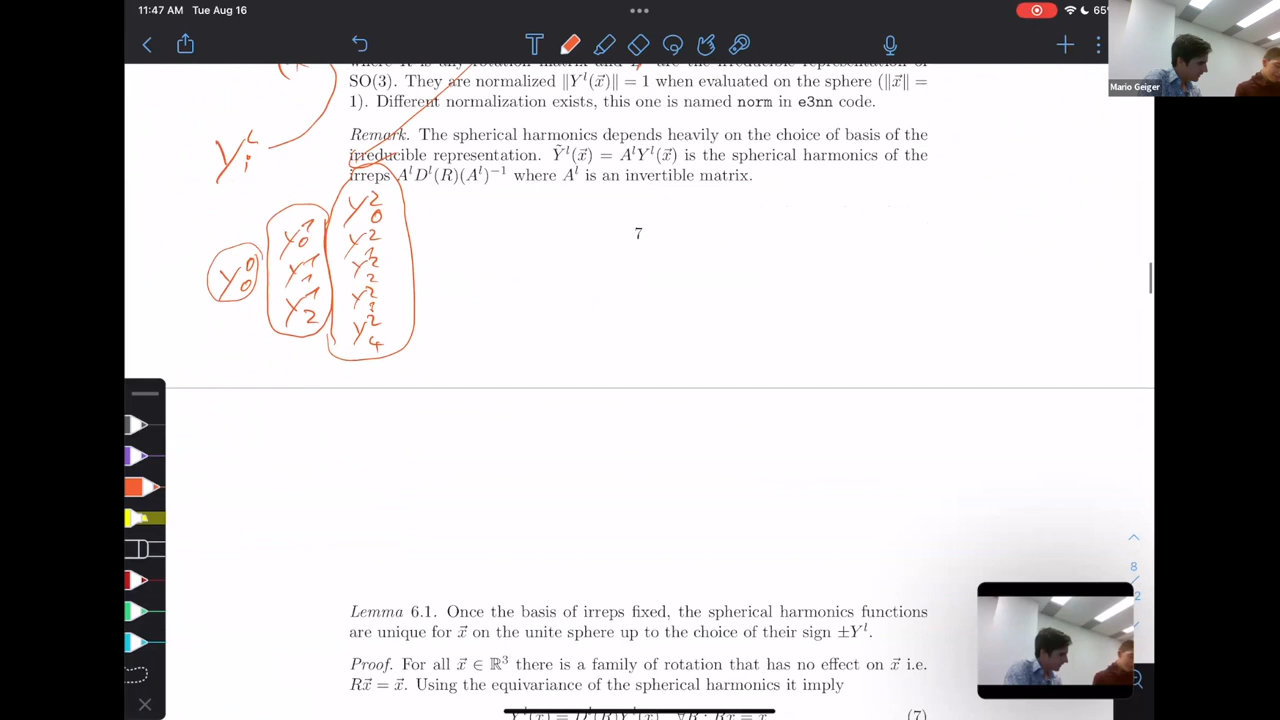 11:47 AM Tue Aug 16
65%
Mario Geiger
SO(3). They are normalized ‖Y^l(x⃗)‖ = 1 when evaluated on the sphere (‖x⃗‖ =
1). Different normalization exists, this one is named norm in e3nn code.
Remark. The spherical harmonics depends heavily on the choice of basis of the
irreducible representation. Ỹ^l(x⃗) = A^l Y^l(x⃗) is the spherical harmonics of the
irreps A^l D^l(R)(A^l)^{-1} where A^l is an invertible matrix.
Y^l_i
Y^0_0
Y^1_0
Y^1_1
Y^1_2
Y^2_0
Y^2_1
Y^2_2
Y^2_3
Y^2_4
7
8
Lemma 6.1. Once the basis of irreps fixed, the spherical harmonics functions
are unique for x⃗ on the unite sphere up to the choice of their sign ±Y^l.
Proof. For all x⃗ ∈ ℝ^3 there is a family of rotation that has no effect on x⃗ i.e.
Rx⃗ = x⃗. Using the equivariance of the spherical harmonics it imply
Y^l(x⃗) = D^l(R)Y^l(x⃗) ∀R : Rx⃗ = x⃗ (7)